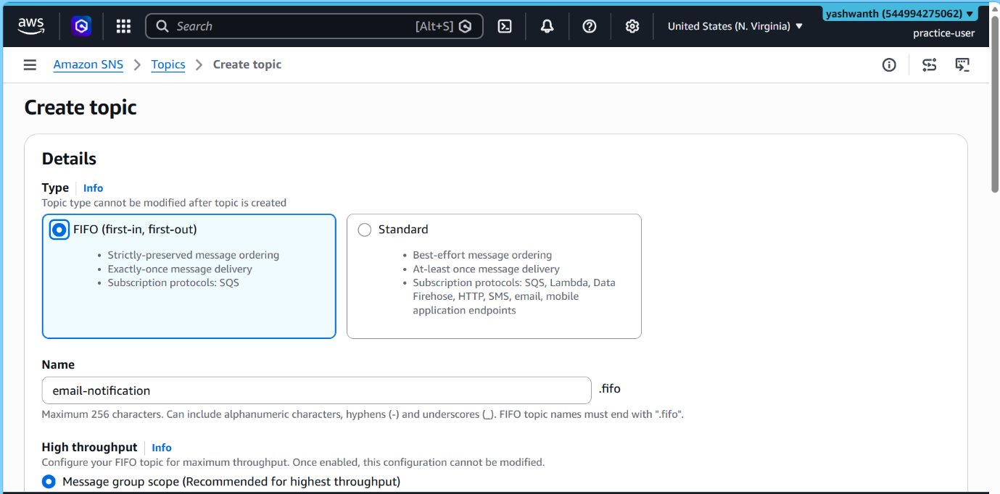 yashwanth (544994275062) ▼
aws Search [Alt+S] United States (N. Virginia) ▼
practice-user
Amazon SNS > Topics > Create topic
Create topic
Details
Type Info
Topic type cannot be modified after topic is created
FIFO (first-in, first-out)
• Strictly-preserved message ordering
• Exactly-once message delivery
• Subscription protocols: SQS
Standard
• Best-effort message ordering
• At-least once message delivery
• Subscription protocols: SQS, Lambda, Data
Firehose, HTTP, SMS, email, mobile
application endpoints
Name
email-notification .fifo
Maximum 256 characters. Can include alphanumeric characters, hyphens (-) and underscores (_). FIFO topic names must end with ".fifo".
High throughput Info
Configure your FIFO topic for maximum throughput. Once enabled, this configuration cannot be modified.
Message group scope (Recommended for highest throughput)